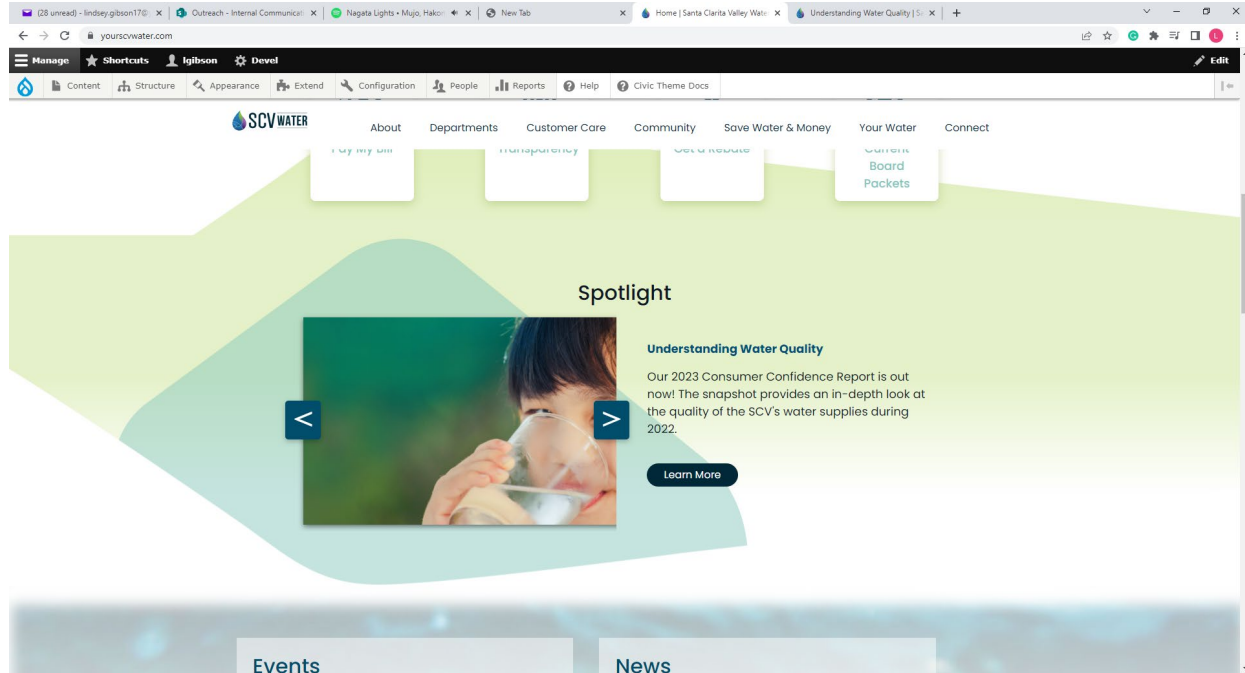 (28 unread) - lindsey.gibson17@
Outreach - Internal Communicati
Nagata Lights • Mujo, Hakon
New Tab
Home | Santa Clarita Valley Wate
Understanding Water Quality | S
yourscvwater.com
L
Manage Shortcuts lgibson Devel Edit
Content Structure Appearance Extend Configuration People Reports Help Civic Theme Docs
SCV WATER About Departments Customer Care Community Save Water & Money Your Water Connect
Pay My Bill Transparency Get a Rebate Current
Board
Packets
Spotlight
< >
Understanding Water Quality
Our 2023 Consumer Confidence Report is out
now! The snapshot provides an in-depth look at
the quality of the SCV's water supplies during
2022.
Learn More
Events News